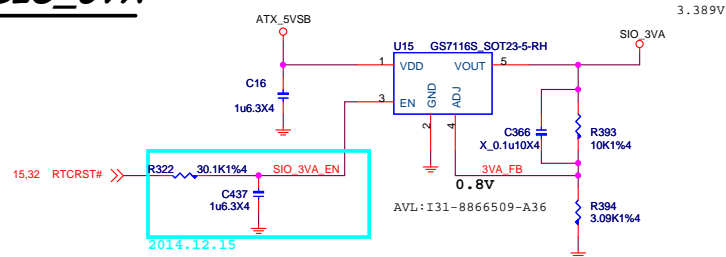 3.389V
ATX_5VSB
SIO_3VA
U15 GS7116S_SOT23-5-RH
1 VDD VOUT 5
C16
1u6.3X4
3 EN GND ADJ
2 4
C366
X_0.1u10X4
R393
10K1%4
15,32 RTCRST# R322 30.1K1%4 SIO_3VA_EN
3VA_FB
0.8V
C437
1u6.3X4
AVL:I31-8866509-A36
R394
3.09K1%4
2014.12.15